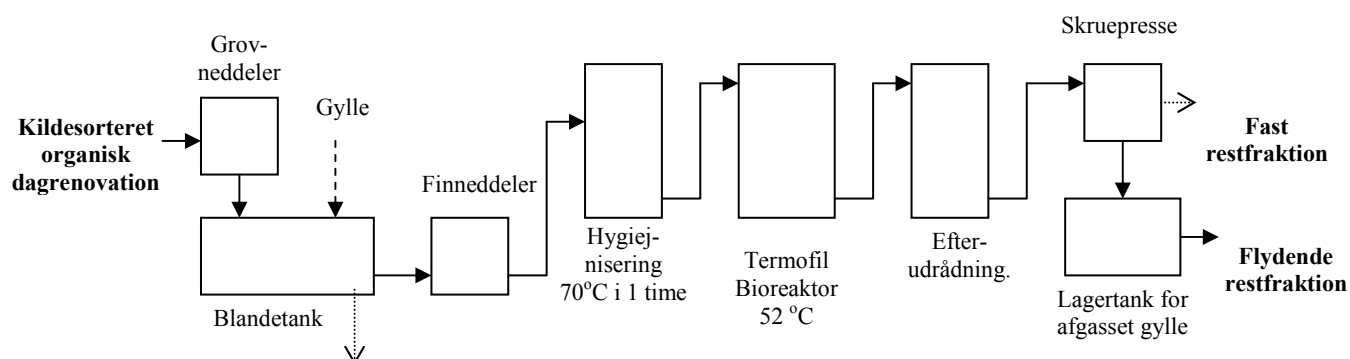 Grov-
neddeler
Gylle
Kildesorteret
organisk
dagrenovation
Blandetank
Finneddeler
Hygiej-
nisering
70°C i 1 time
Termofil
Bioreaktor
52 °C
Efter-
udrådning.
Skruepresse
Fast
restfraktion
Lagertank for
afgasset gylle
Flydende
restfraktion